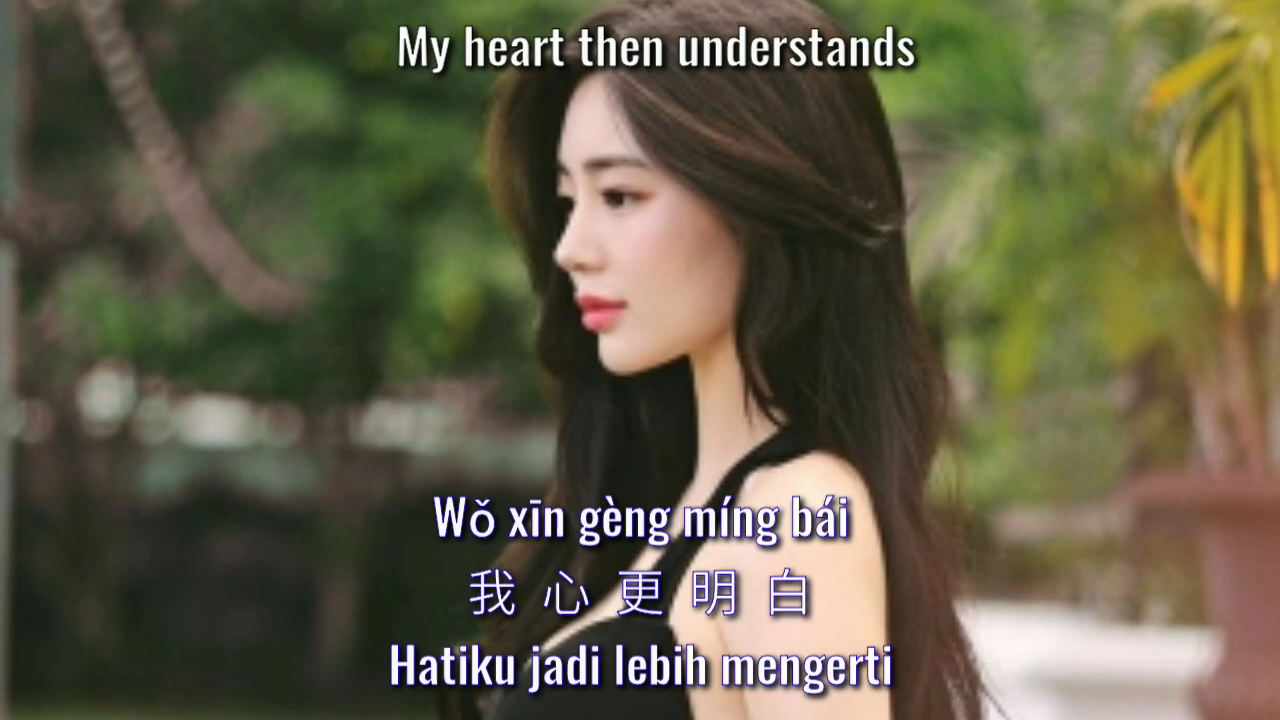 My heart then understands
Wǒ xīn gèng míng bái
我 心 更 明 白
Hatiku jadi lebih mengerti